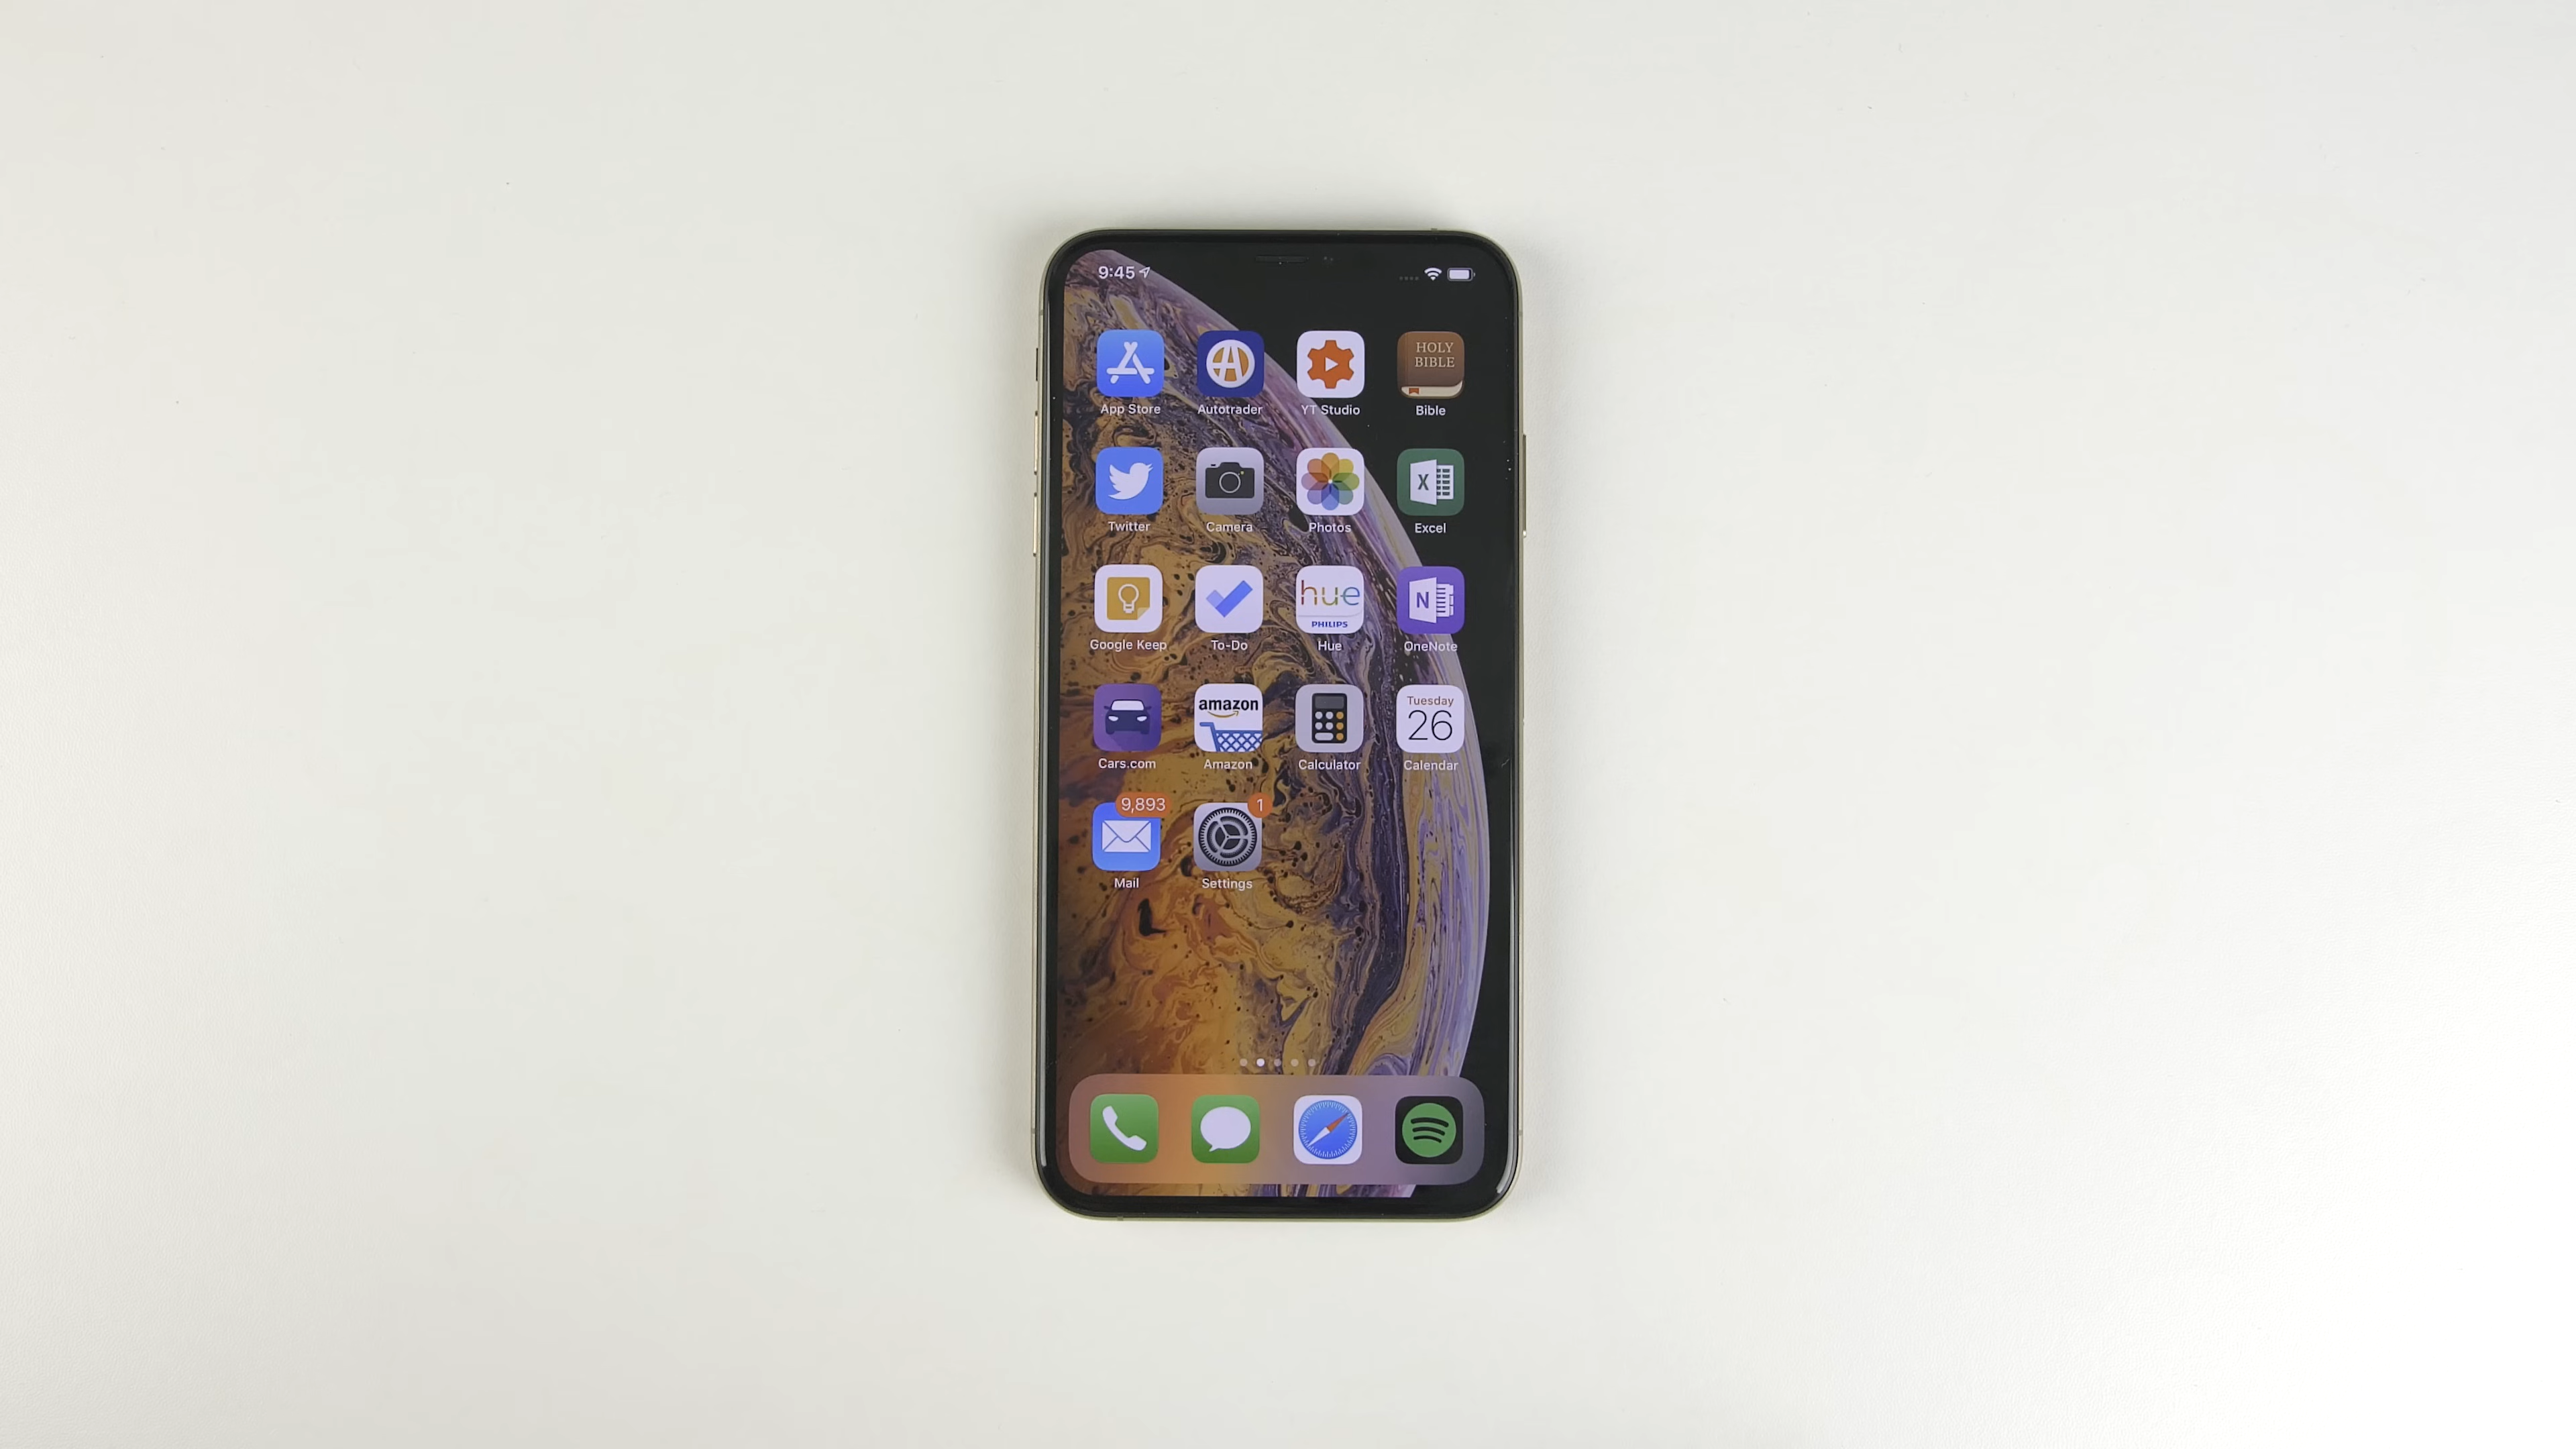 9:45
HOLY
BIBLE
App Store Autotrader YT Studio Bible
X
Twitter Camera Photos Excel
hue
PHILIPS
N
Google Keep To-Do Hue OneNote
amazon
Tuesday
26
Cars.com Amazon Calculator Calendar
9,893 1
Mail Settings